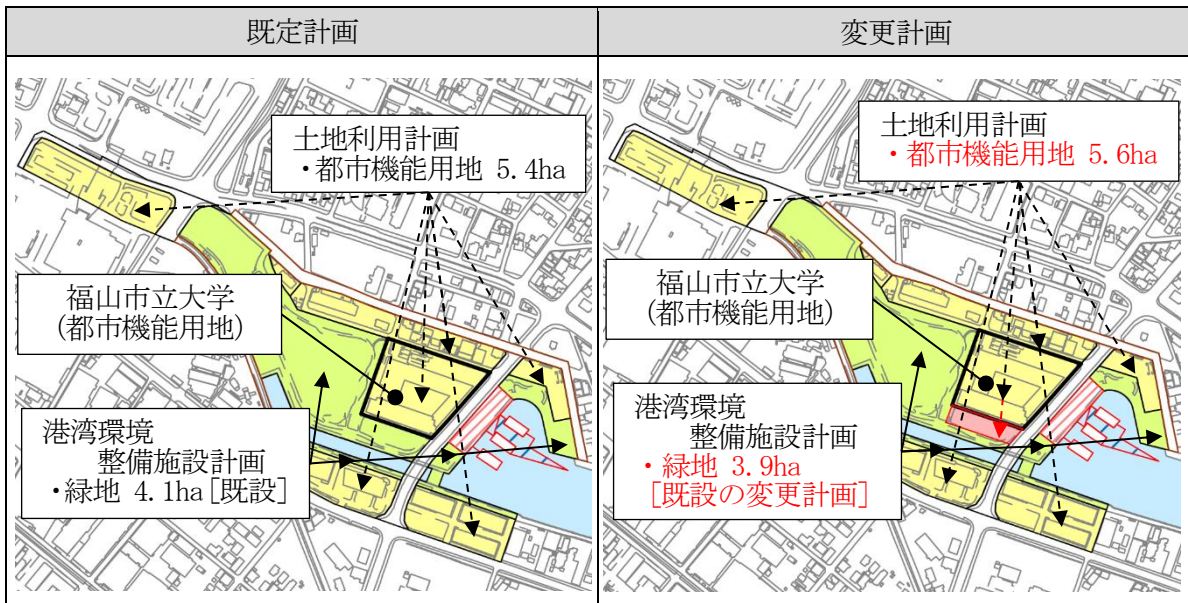 既定計画
変更計画
土地利用計画
・都市機能用地 5.4ha
福山市立大学
(都市機能用地)
港湾環境
整備施設計画
・緑地 4.1ha[既設]
土地利用計画
・都市機能用地 5.6ha
福山市立大学
(都市機能用地)
港湾環境
整備施設計画
・緑地 3.9ha
[既設の変更計画]